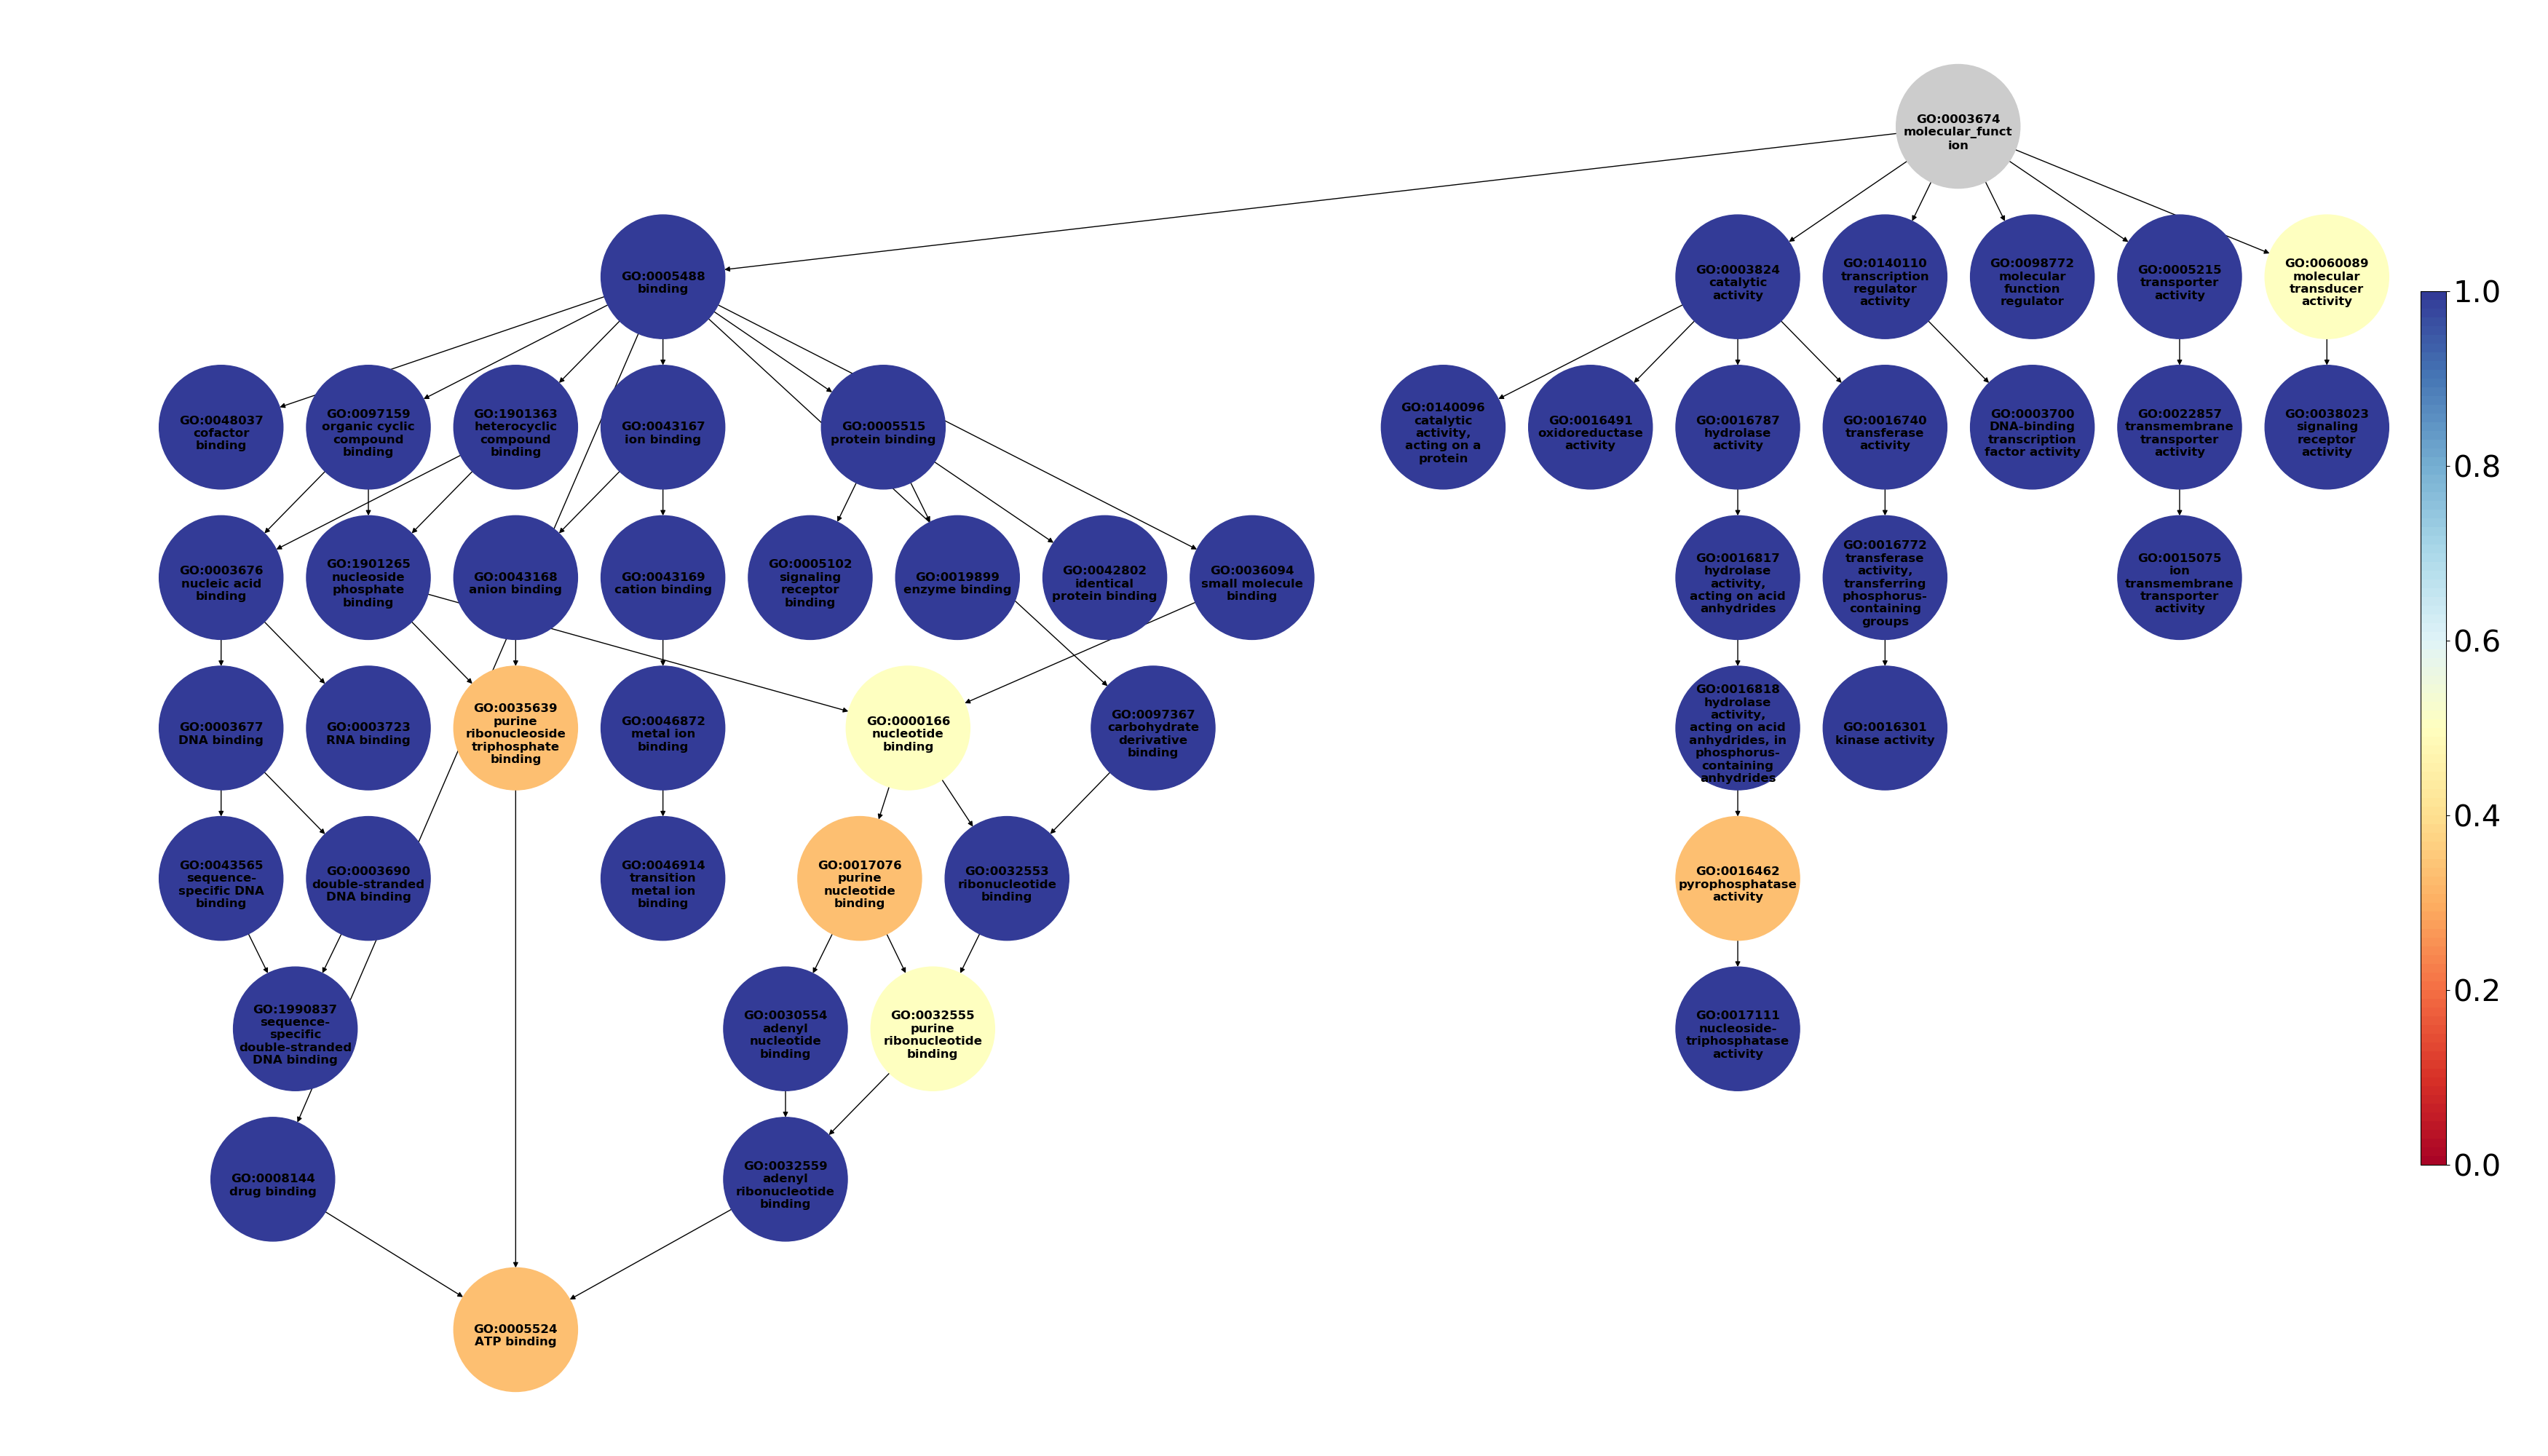 GO:0003674
molecular_funct
ion
GO:0005488
binding
GO:0003824
catalytic
activity
GO:0140110
transcription
regulator
activity
GO:0098772
molecular
function
regulator
GO:0005215
transporter
activity
GO:0060089
molecular
transducer
activity
GO:0048037
cofactor
binding
GO:0097159
organic cyclic
compound
binding
GO:1901363
heterocyclic
compound
binding
GO:0043167
ion binding
GO:0005515
protein binding
GO:0140096
catalytic
activity,
acting on a
protein
GO:0016491
oxidoreductase
activity
GO:0016787
hydrolase
activity
GO:0016740
transferase
activity
GO:0003700
DNA-binding
transcription
factor activity
GO:0022857
transmembrane
transporter
activity
GO:0038023
signaling
receptor
activity
GO:0003676
nucleic acid
binding
GO:1901265
nucleoside
phosphate
binding
GO:0043168
anion binding
GO:0043169
cation binding
GO:0005102
signaling
receptor
binding
GO:0019899
enzyme binding
GO:0042802
identical
protein binding
GO:0036094
small molecule
binding
GO:0016817
hydrolase
activity,
acting on acid
anhydrides
GO:0016772
transferase
activity,
transferring
phosphorus-
containing
groups
GO:0015075
ion
transmembrane
transporter
activity
GO:0003677
DNA binding
GO:0003723
RNA binding
GO:0035639
purine
ribonucleoside
triphosphate
binding
GO:0046872
metal ion
binding
GO:0000166
nucleotide
binding
GO:0097367
carbohydrate
derivative
binding
GO:0016818
hydrolase
activity,
acting on acid
anhydrides, in
phosphorus-
containing
anhydrides
GO:0016301
kinase activity
GO:0043565
sequence-
specific DNA
binding
GO:0003690
double-stranded
DNA binding
GO:0046914
transition
metal ion
binding
GO:0017076
purine
nucleotide
binding
GO:0032553
ribonucleotide
binding
GO:0016462
pyrophosphatase
activity
GO:1990837
sequence-
specific
double-stranded
DNA binding
GO:0030554
adenyl
nucleotide
binding
GO:0032555
purine
ribonucleotide
binding
GO:0017111
nucleoside-
triphosphatase
activity
GO:0008144
drug binding
GO:0032559
adenyl
ribonucleotide
binding
GO:0005524
ATP binding
1.0
0.8
0.6
0.4
0.2
0.0